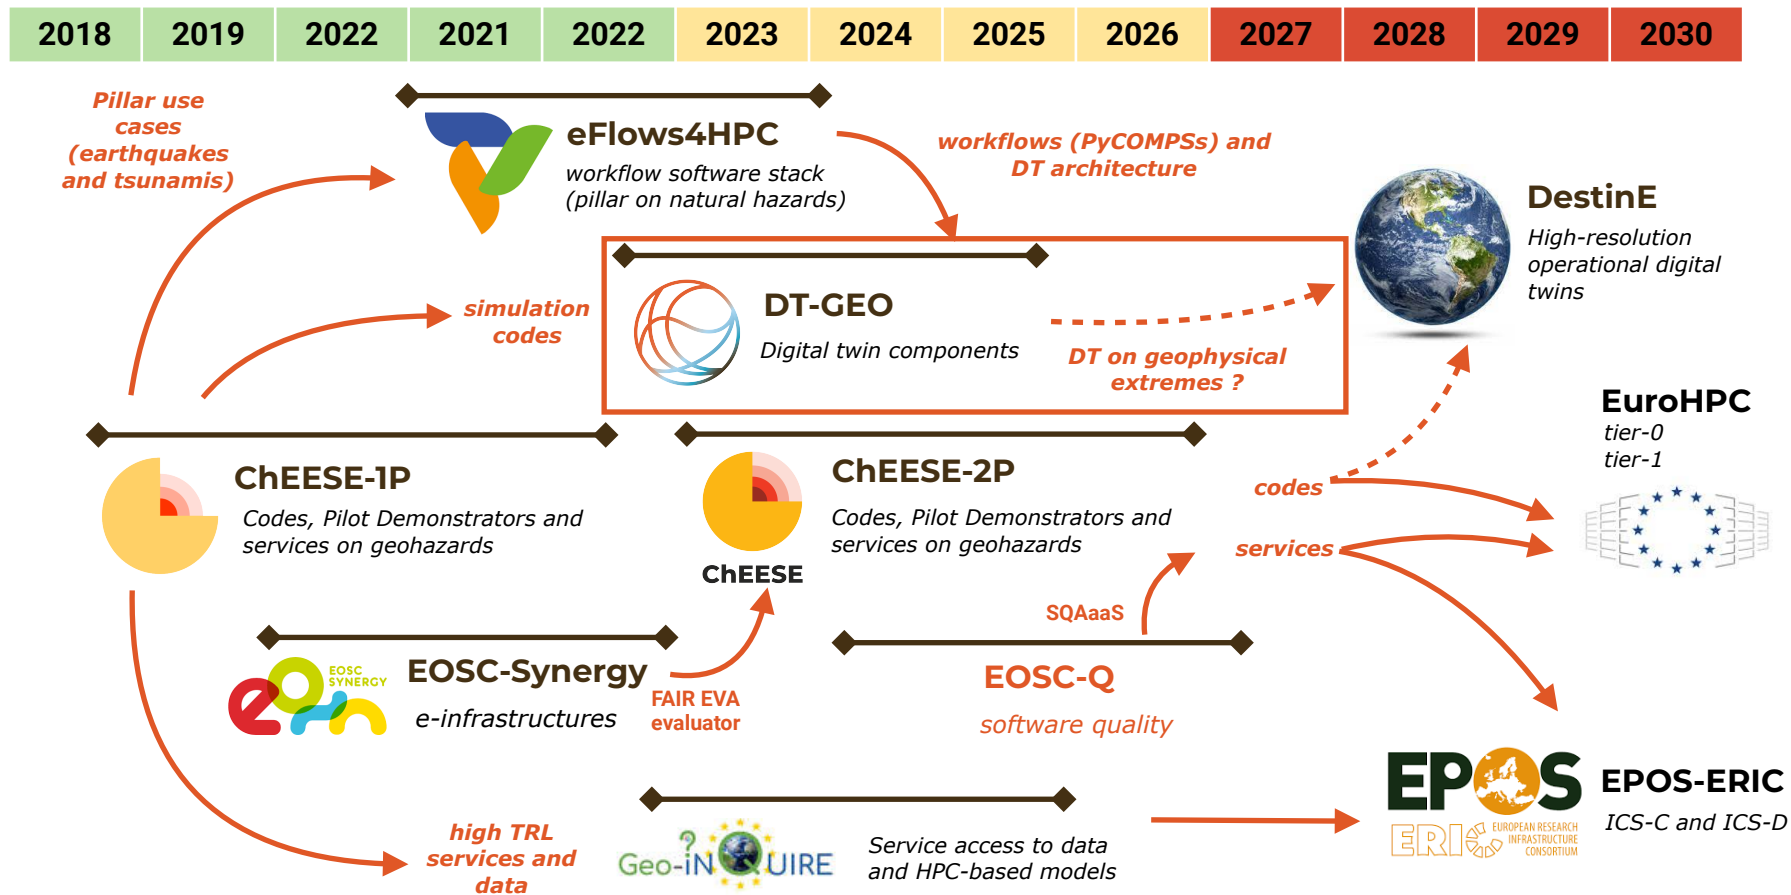 2018 2019 2022 2021 2022 2023 2024 2025 2026 2027 2028 2029 2030
Pillar use
cases
(earthquakes
and tsunamis)
eFlows4HPC
workflow software stack
(pillar on natural hazards)
workflows (PyCOMPSs) and
DT architecture
DestinE
High-resolution
operational digital
twins
simulation
codes
DT-GEO
Digital twin components
DT on geophysical
extremes ?
EuroHPC
tier-0
tier-1
ChEESE-1P
Codes, Pilot Demonstrators and
services on geohazards
ChEESE-2P
Codes, Pilot Demonstrators and
services on geohazards
ChEESE
codes
services
SQAaaS
EOSC
SYNERGY
eosn
EOSC-Synergy
e-infrastructures
FAIR EVA
evaluator
EOSC-Q
software quality
high TRL
services and
data
Geo-iNQUIRE
?
Service access to data
and HPC-based models
EPOS
ERIC
EUROPEAN RESEARCH
INFRASTRUCTURE
CONSORTIUM
EPOS-ERIC
ICS-C and ICS-D